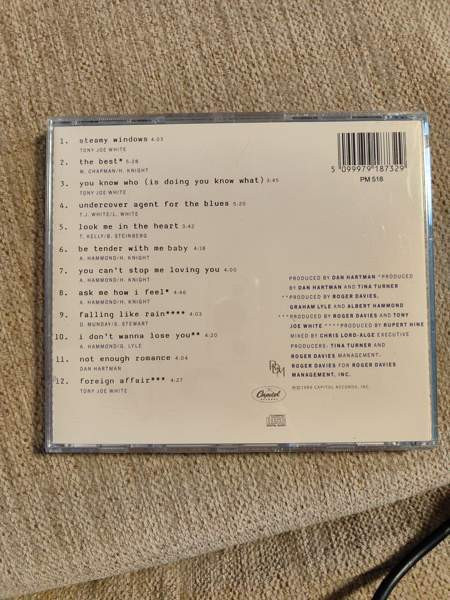 1. steamy windows 4:03
TONY JOE WHITE
2. the best* 5:28
M. CHAPMAN/H. KNIGHT
3. you know who (is doing you know what) 3:45
TONY JOE WHITE
4. undercover agent for the blues 5:20
T.J. WHITE/L. WHITE
5. look me in the heart 3:42
T. KELLY/B. STEINBERG
6. be tender with me baby 4:18
A. HAMMOND/H. KNIGHT
7. you can't stop me loving you 4:00
A. HAMMOND/H. KNIGHT
8. ask me how i feel* 4:46
A. HAMMOND/H. KNIGHT
9. falling like rain**** 4:03
D. MUNDAY/S. STEWART
10. i don't wanna lose you** 4:20
A. HAMMOND/G. LYLE
11. not enough romance 4:04
DAN HARTMAN
12. foreign affair*** 4:27
TONY JOE WHITE
5 099979 187329
PM 518
PRODUCED BY DAN HARTMAN *PRODUCED
BY DAN HARTMAN AND TINA TURNER
**PRODUCED BY ROGER DAVIES,
GRAHAM LYLE AND ALBERT HAMMOND
***PRODUCED BY ROGER DAVIES AND TONY
JOE WHITE ****PRODUCED BY RUPERT HINE
MIXED BY CHRIS LORD-ALGE EXECUTIVE
PRODUCERS: TINA TURNER AND
ROGER DAVIES MANAGEMENT:
ROGER DAVIES FOR ROGER DAVIES
MANAGEMENT, INC.
℗©1989 CAPITOL RECORDS, INC.
Capitol